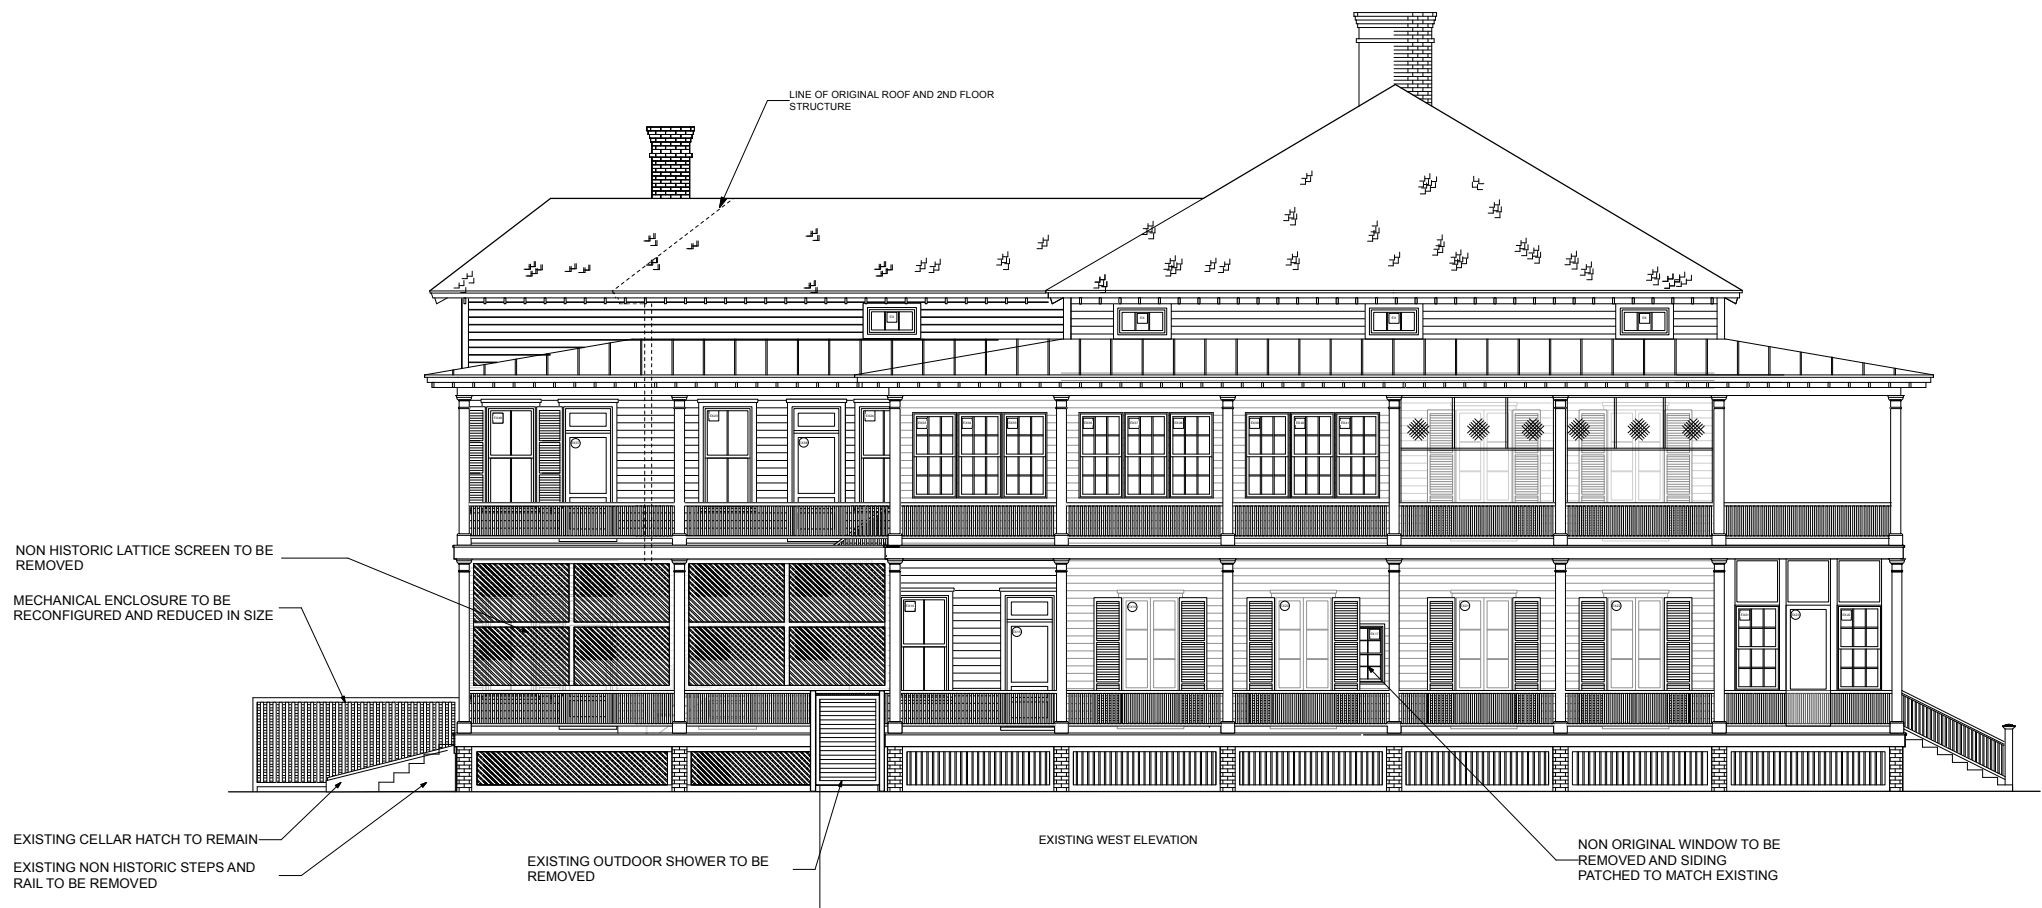 LINE OF ORIGINAL ROOF AND 2ND FLOOR
STRUCTURE
NON HISTORIC LATTICE SCREEN TO BE
REMOVED
MECHANICAL ENCLOSURE TO BE
RECONFIGURED AND REDUCED IN SIZE
EXISTING CELLAR HATCH TO REMAIN
EXISTING NON HISTORIC STEPS AND
RAIL TO BE REMOVED
EXISTING OUTDOOR SHOWER TO BE
REMOVED
EXISTING WEST ELEVATION
NON ORIGINAL WINDOW TO BE
REMOVED AND SIDING
PATCHED TO MATCH EXISTING